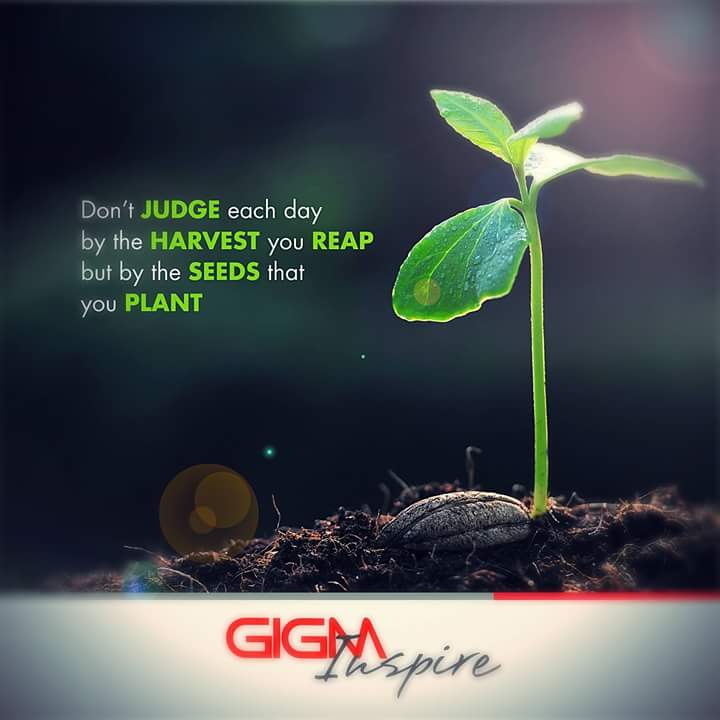 Don't JUDGE each day
by the HARVEST you REAP
but by the SEEDS that
you PLANT
GIGM
Inspire